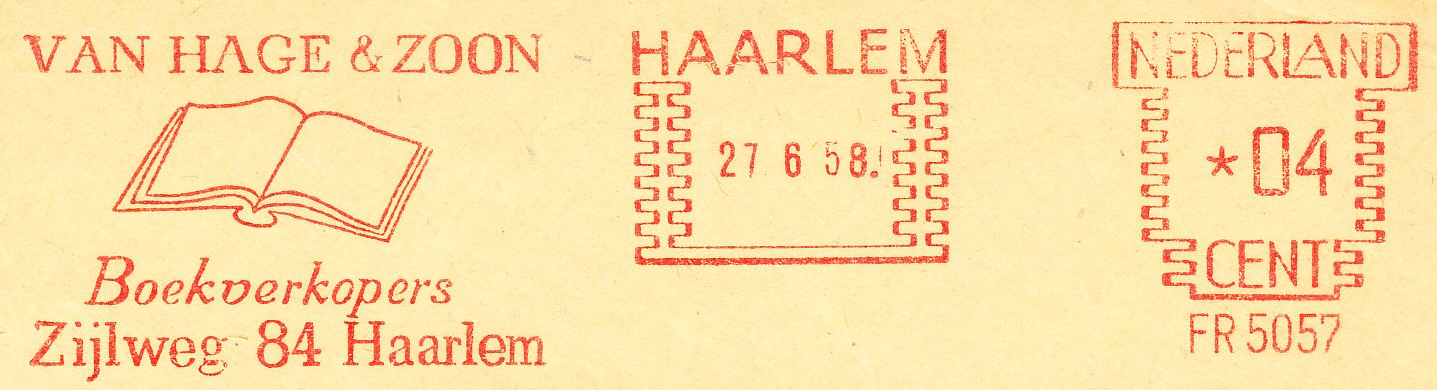 VAN HAGE & ZOON
Boekverkopers
Zijlweg 84 Haarlem
HAARLEM
27 6 58.
NEDERLAND
*04
CENT
FR 5057